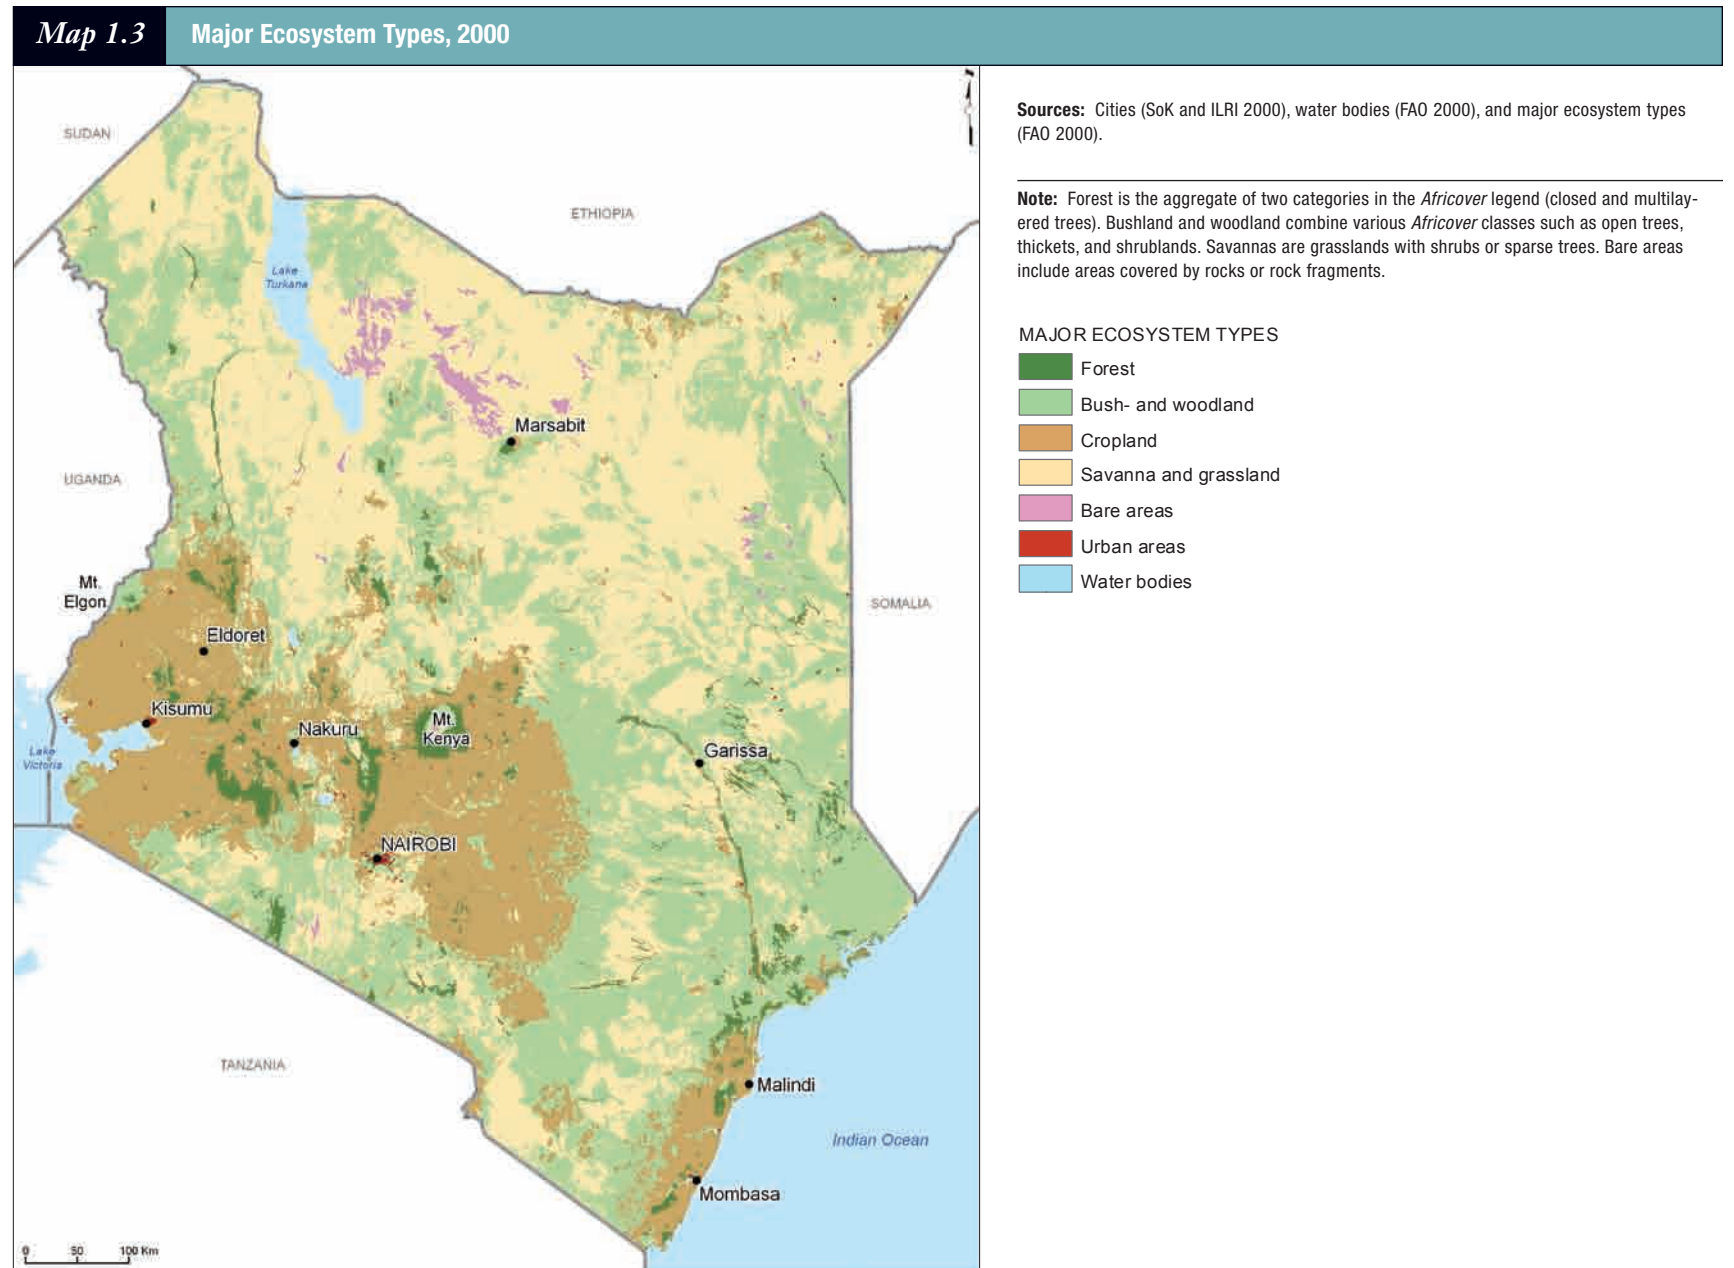 Map 1.3
Major Ecosystem Types, 2000
Sources: Cities (SoK and ILRI 2000), water bodies (FAO 2000), and major ecosystem types
(FAO 2000).
Note: Forest is the aggregate of two categories in the Africover legend (closed and multilay-
ered trees). Bushland and woodland combine various Africover classes such as open trees,
thickets, and shrublands. Savannas are grasslands with shrubs or sparse trees. Bare areas
include areas covered by rocks or rock fragments.
MAJOR ECOSYSTEM TYPES
Forest
Bush- and woodland
Cropland
Savanna and grassland
Bare areas
Urban areas
Water bodies
SUDAN
ETHIOPIA
Lake
Turkana
Marsabit
UGANDA
Mt.
Elgon
SOMALIA
Eldoret
Kisumu
Mt.
Kenya
Nakuru
Lake
Victoria
Garissa
NAIROBI
TANZANIA
Malindi
Indian Ocean
Mombasa
0 50 100 Km